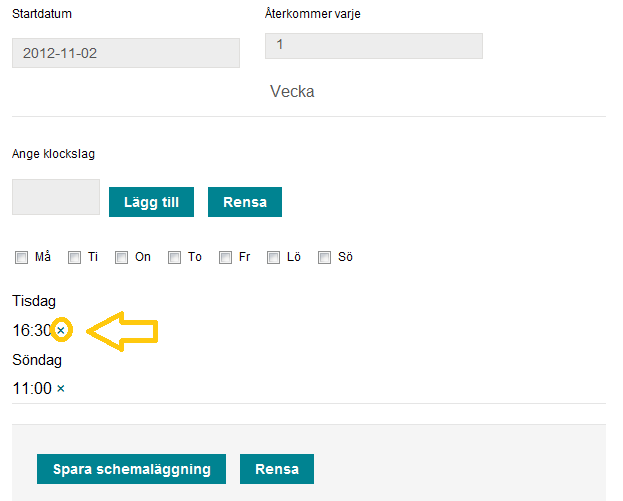 Startdatum
Återkommer varje
2012-11-02
1
Vecka
Ange klockslag
Lägg till
Rensa
Må Ti On To Fr Lö Sö
Tisdag
16:30 ×
Söndag
11:00 ×
Spara schemaläggning
Rensa